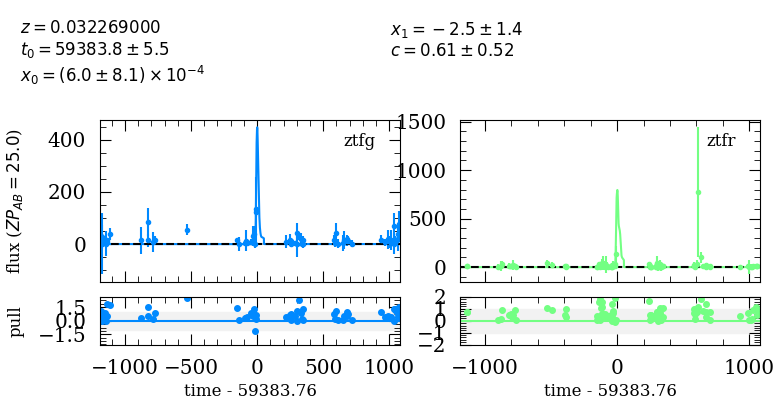 z = 0.032269000
t₀ = 59383.8 ± 5.5
x₀ = (6.0 ± 8.1) × 10⁻⁴
x₁ = −2.5 ± 1.4
c = 0.61 ± 0.52
flux (ZP_AB = 25.0)
400
200
0
ztfg
1500
1000
500
0
ztfr
pull
1.5
0.0
−1.5
2
1
0
−1
−2
−1000 −500 0 500 1000
−1000 0 1000
time - 59383.76
time - 59383.76